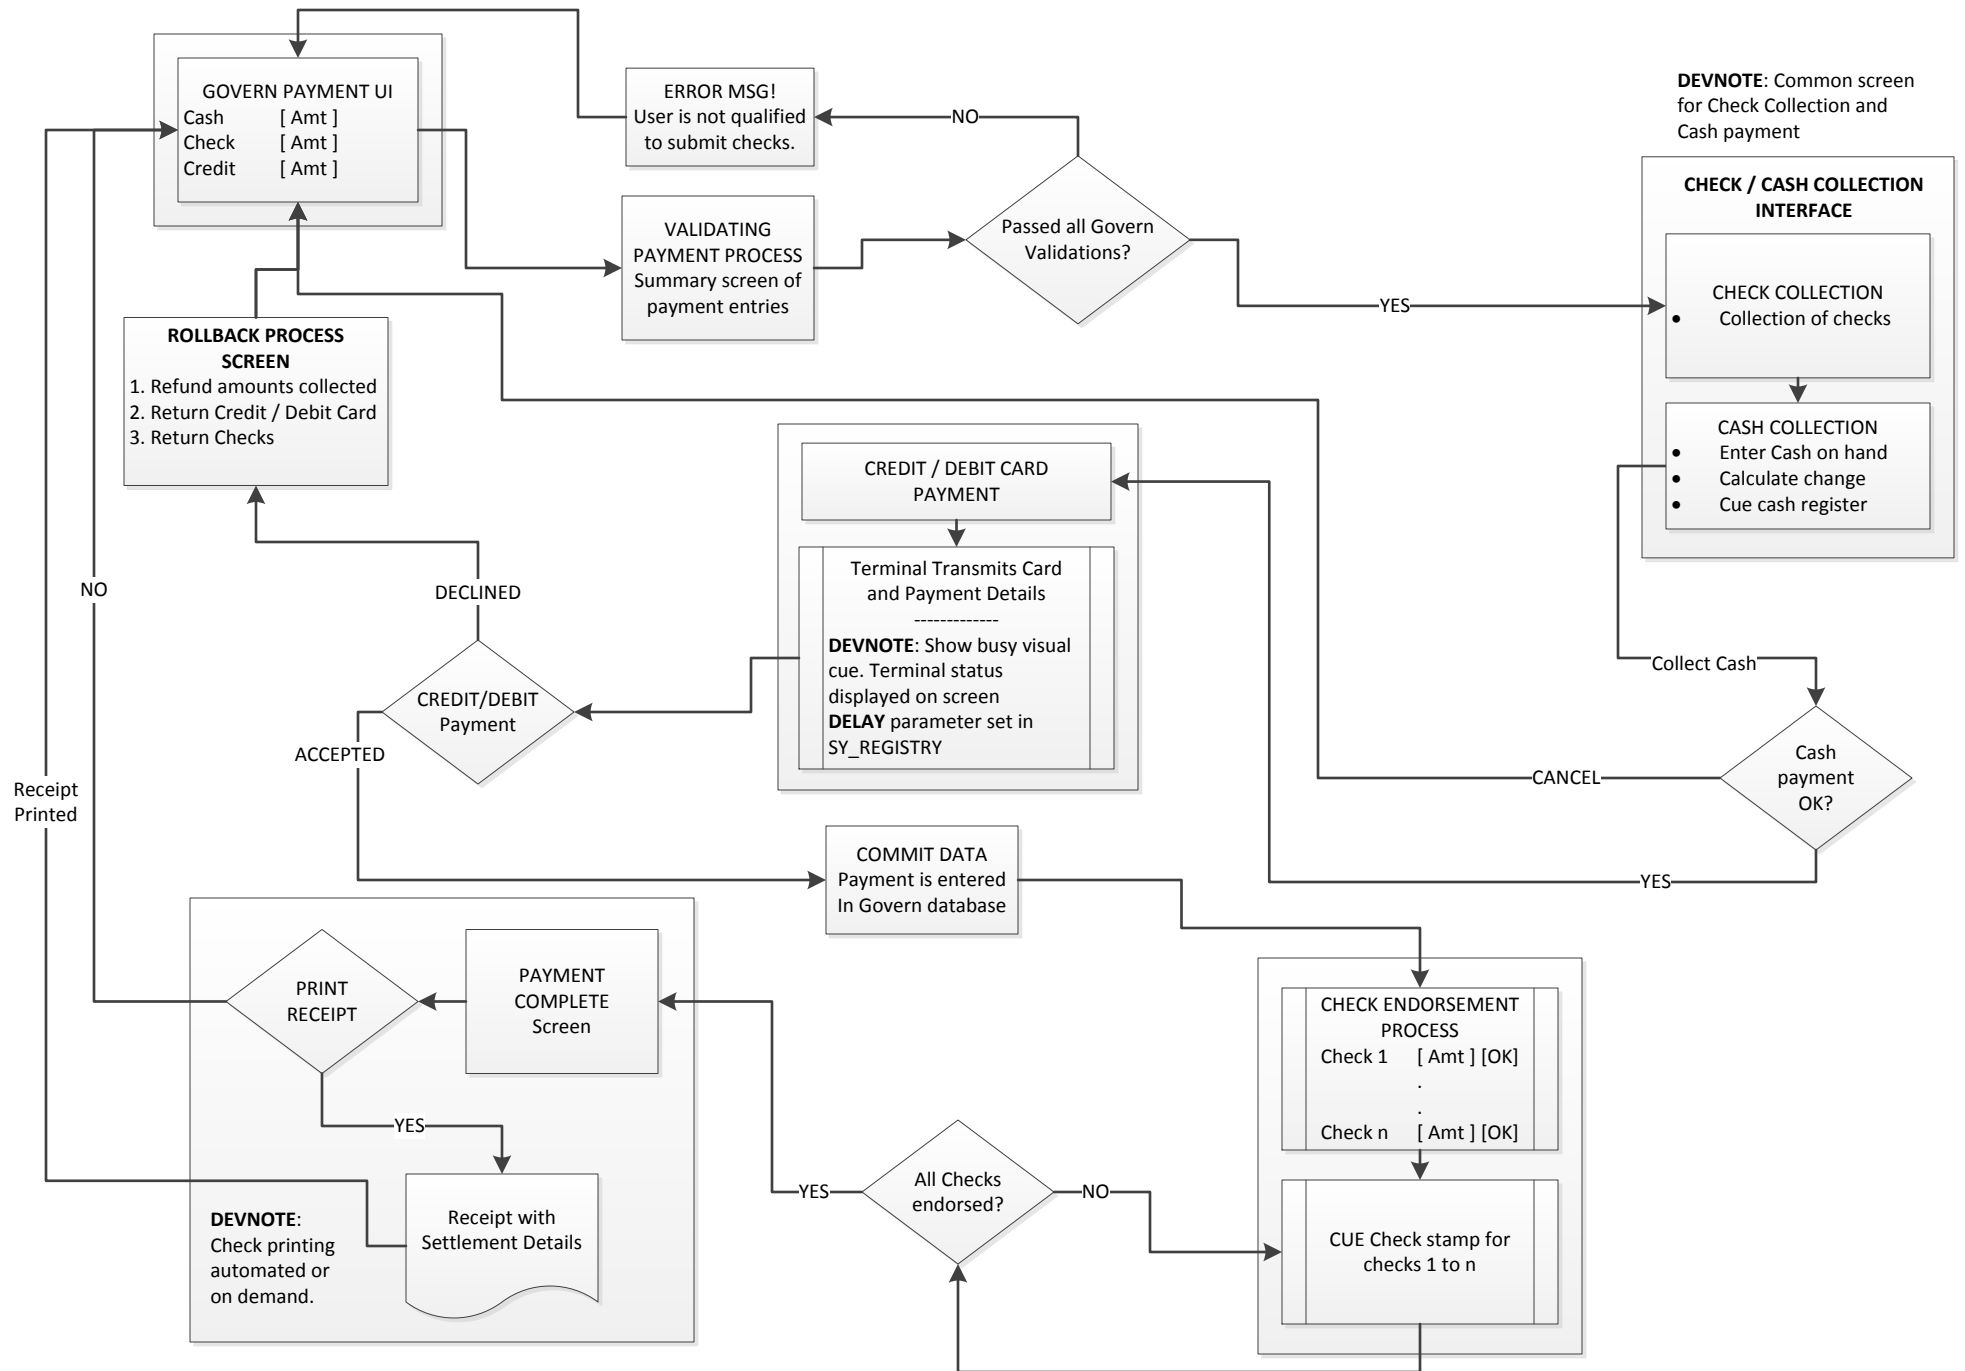 GOVERN PAYMENT UI
Cash [ Amt ]
Check [ Amt ]
Credit [ Amt ]
ERROR MSG!
User is not qualified
to submit checks.
NO
VALIDATING
PAYMENT PROCESS
Summary screen of
payment entries
Passed all Govern
Validations?
YES
DEVNOTE: Common screen
for Check Collection and
Cash payment
CHECK / CASH COLLECTION
INTERFACE
CHECK COLLECTION
• Collection of checks
CASH COLLECTION
• Enter Cash on hand
• Calculate change
• Cue cash register
Collect Cash
Cash
payment
OK?
CANCEL
YES
ROLLBACK PROCESS
SCREEN
1. Refund amounts collected
2. Return Credit / Debit Card
3. Return Checks
CREDIT / DEBIT CARD
PAYMENT
Terminal Transmits Card
and Payment Details
-------------
DEVNOTE: Show busy visual
cue. Terminal status
displayed on screen
DELAY parameter set in
SY_REGISTRY
DECLINED
CREDIT/DEBIT
Payment
ACCEPTED
NO
Receipt
Printed
COMMIT DATA
Payment is entered
In Govern database
CHECK ENDORSEMENT
PROCESS
Check 1 [ Amt ] [OK]
.
.
Check n [ Amt ] [OK]
CUE Check stamp for
checks 1 to n
All Checks
endorsed?
NO
YES
PAYMENT
COMPLETE
Screen
PRINT
RECEIPT
YES
Receipt with
Settlement Details
DEVNOTE:
Check printing
automated or
on demand.